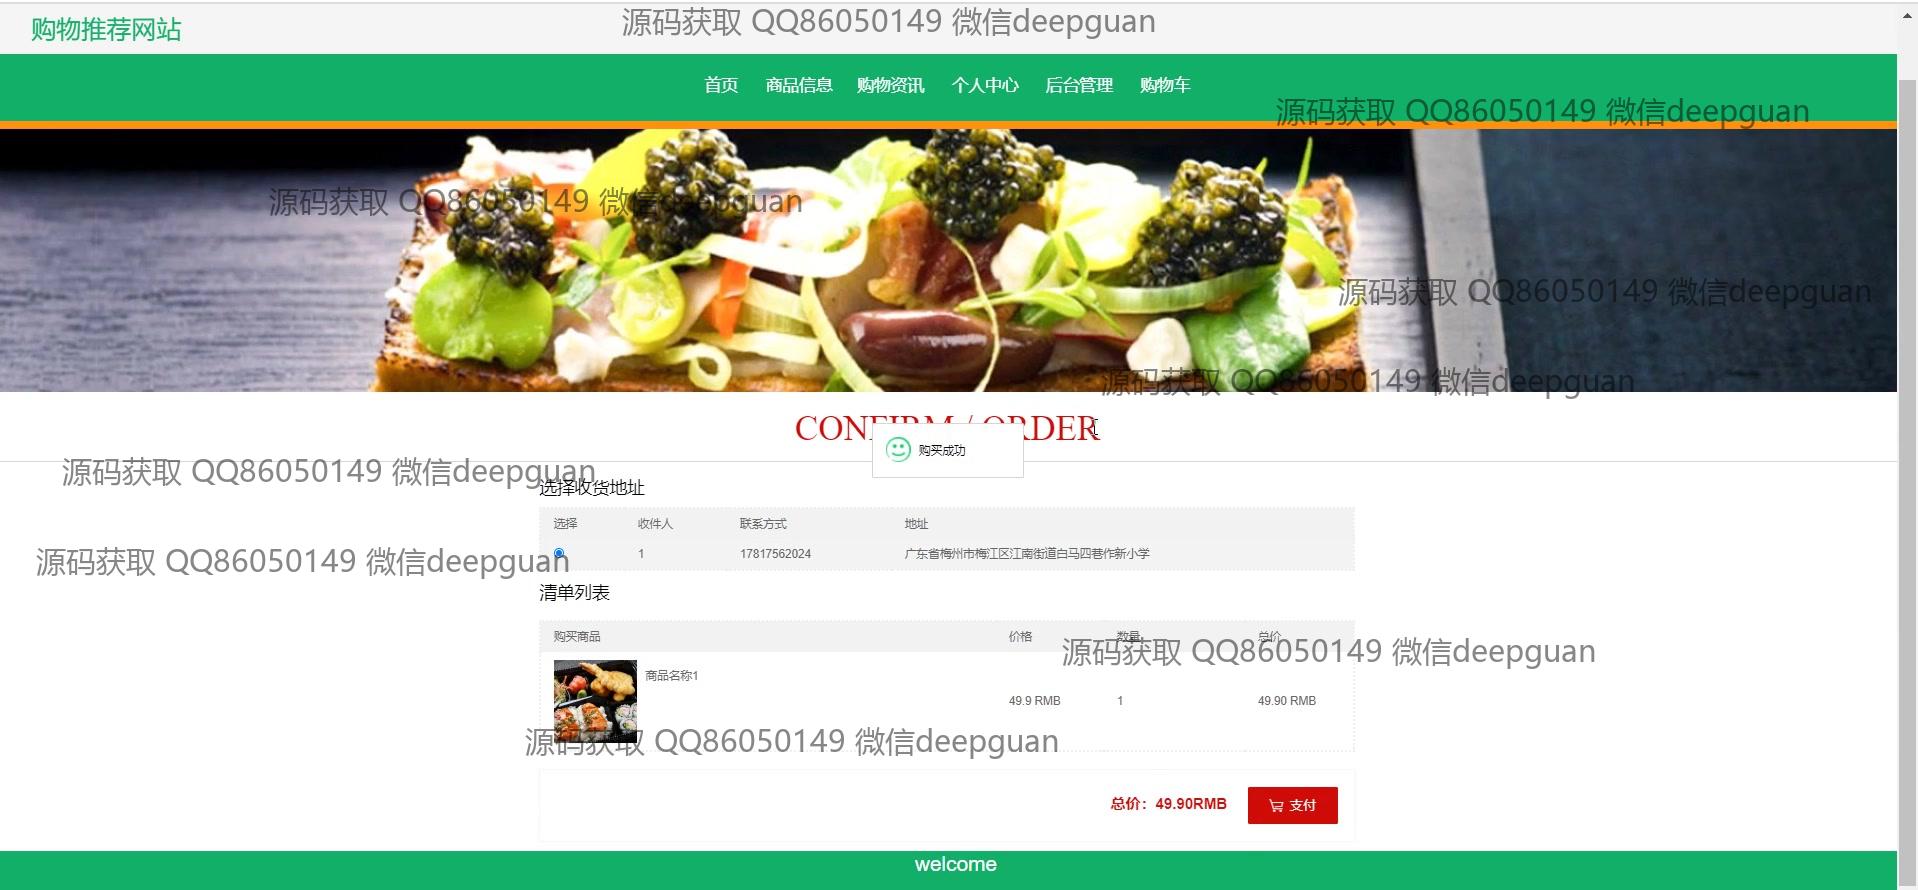 源码获取 QQ86050149 微信deepguan
购物推荐网站
首页 商品信息 购物资讯 个人中心 后台管理 购物车
源码获取 QQ86050149 微信deepguan
源码获取 QQ86050149 微信deepguan
源码获取 QQ86050149 微信deepguan
源码获取 QQ86050149 微信deepguan
CONFIRM / ORDER
购买成功
源码获取 QQ86050149 微信deepguan
选择收货地址
选择 收件人 联系方式 地址
1 17817562024 广东省梅州市梅江区江南街道白马四巷作新小学
源码获取 QQ86050149 微信deepguan
清单列表
购买商品 价格 数量 总价
源码获取 QQ86050149 微信deepguan
商品名称1
49.9 RMB 1 49.90 RMB
源码获取 QQ86050149 微信deepguan
总价：49.90RMB 支付
welcome